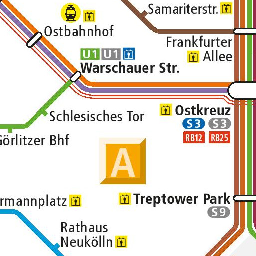 Samariterstr.
Ostbahnhof
Frankfurter
Allee
U1 U1
Warschauer Str.
Ostkreuz
S3 S3
RB12 RB25
Schlesisches Tor
Görlitzer Bhf
A
rmannplatz
Treptower Park
S9
Rathaus
Neukölln